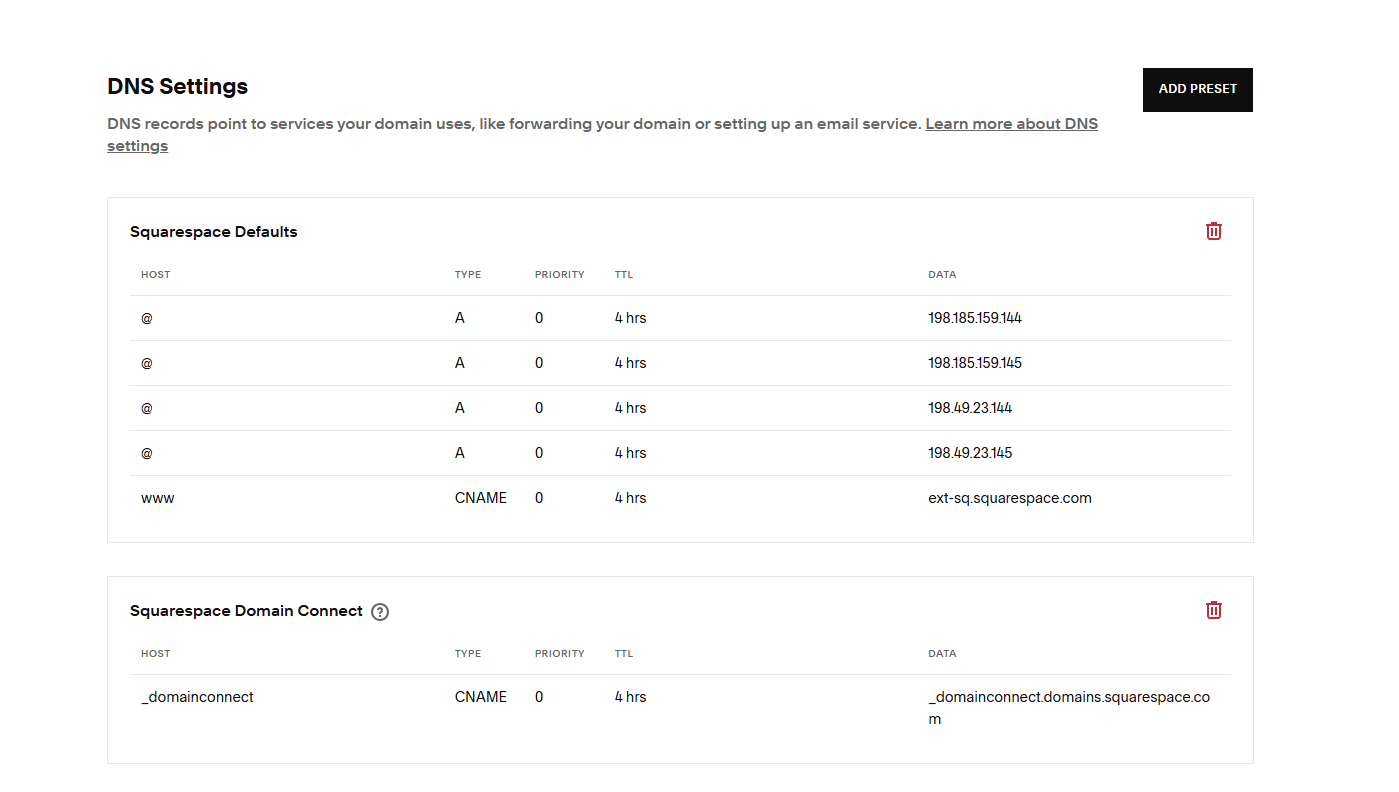 DNS Settings
ADD PRESET
DNS records point to services your domain uses, like forwarding your domain or setting up an email service. Learn more about DNS
settings
Squarespace Defaults
HOST TYPE PRIORITY TTL DATA
@ A 0 4 hrs 198.185.159.144
@ A 0 4 hrs 198.185.159.145
@ A 0 4 hrs 198.49.23.144
@ A 0 4 hrs 198.49.23.145
www CNAME 0 4 hrs ext-sq.squarespace.com
Squarespace Domain Connect ?
HOST TYPE PRIORITY TTL DATA
_domainconnect CNAME 0 4 hrs _domainconnect.domains.squarespace.co
m